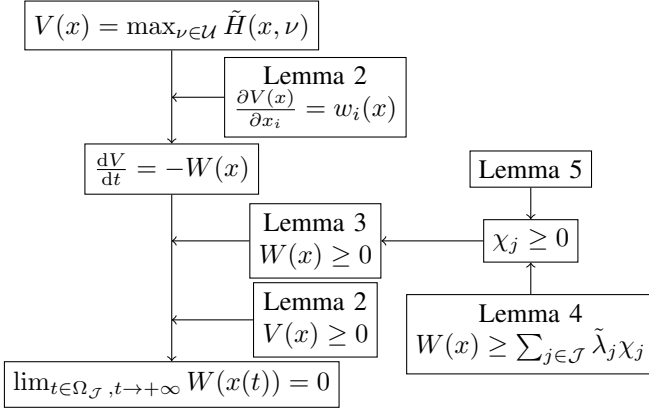 V(x) = max_{ν∈𝒰} H̃(x, ν)
Lemma 2
∂V(x)/∂x_i = w_i(x)
dV/dt = −W(x)
Lemma 5
Lemma 3
W(x) ≥ 0
χ_j ≥ 0
Lemma 2
V(x) ≥ 0
Lemma 4
W(x) ≥ ∑_{j∈𝒥} λ̃_j χ_j
lim_{t∈Ω_𝒥, t→+∞} W(x(t)) = 0